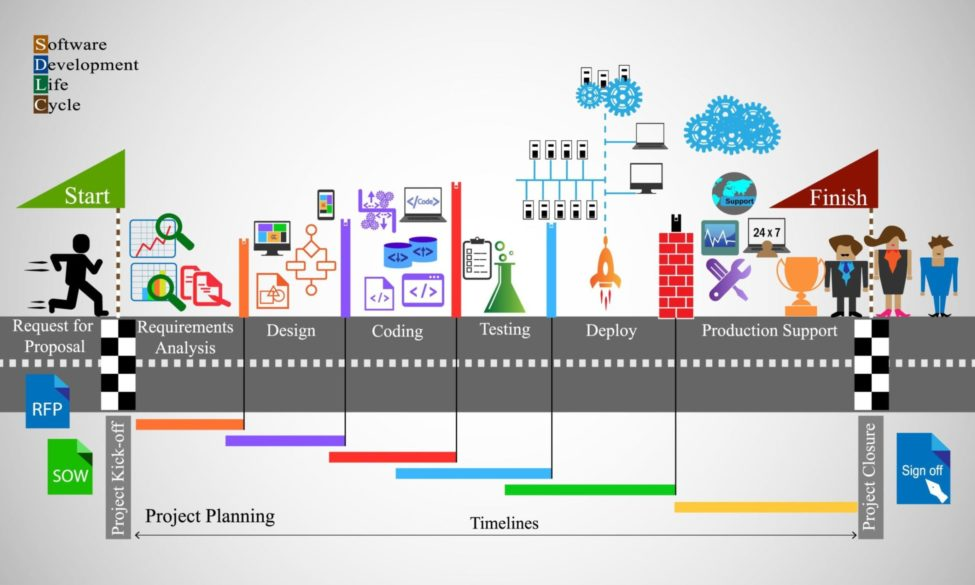 Software
Development
Life
Cycle
Start
Finish
</Code>
</>
</>
</>
</>
Support
24 x 7
Request for
Proposal
Requirements
Analysis
Design
Coding
Testing
Deploy
Production Support
RFP
SOW
Project Kick-off
Project Closure
Sign off
Project Planning
Timelines